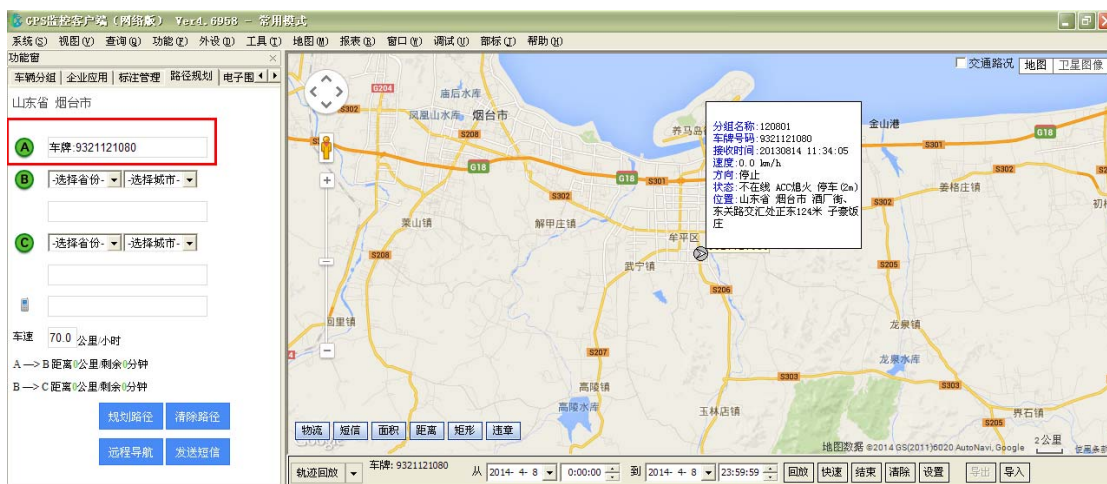 GPS监控客户端（网络版） Ver4.6958 - 常用模式
系统(S) 视图(V) 查询(Q) 功能(F) 外设(D) 工具(T) 地图(M) 报表(R) 窗口(W) 调试(U) 部标(I) 帮助(H)
功能窗
车辆分组 企业应用 标注管理 路径规划 电子围
山东省 烟台市
A 车牌:9321121080
B -选择省份- -选择城市-
C -选择省份- -选择城市-
车速 70.0 公里/小时
A —> B 距离0公里/剩余0分钟
B —> C 距离0公里/剩余0分钟
规划路径 清除路径
远程导航 发送短信
交通路况 地图 卫星图像
G204
庙后水库
S302
凤凰山水库
烟台市
S208
养马岛
金山港
G18
S301
G18
G18 S301
S302
S302
S302
姜格庄镇
初
莱山镇
解甲庄镇
牟平区
S208
武宁镇
S205
S206
回里镇
龙泉镇
S207
龙泉水库
S303
S303
高陵镇
高陵水库
玉林店镇
界石镇
S205
分组名称:120801
车牌号码:9321121080
接收时间:20130814 11:34:05
速度:0.0 km/h
方向:停止
状态:不在线 ACC熄火 停车(2m)
位置:山东省 烟台市 酒厂街、
东关路交汇处正东124米 子豪饭
庄
物流 短信 面积 距离 矩形 违章
Google
地图数据 ©2014 GS(2011)6020 AutoNavi, Google 2公里 使用条款
轨迹回放 车牌: 9321121080 从 2014- 4- 8 0:00:00 到 2014- 4- 8 23:59:59 回放 快速 结束 清除 设置 导出 导入